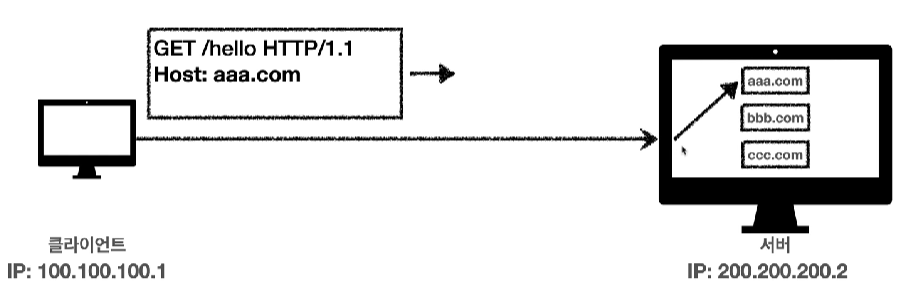 GET /hello HTTP/1.1
Host: aaa.com
aaa.com
bbb.com
ccc.com
클라이언트
IP: 100.100.100.1
서버
IP: 200.200.200.2